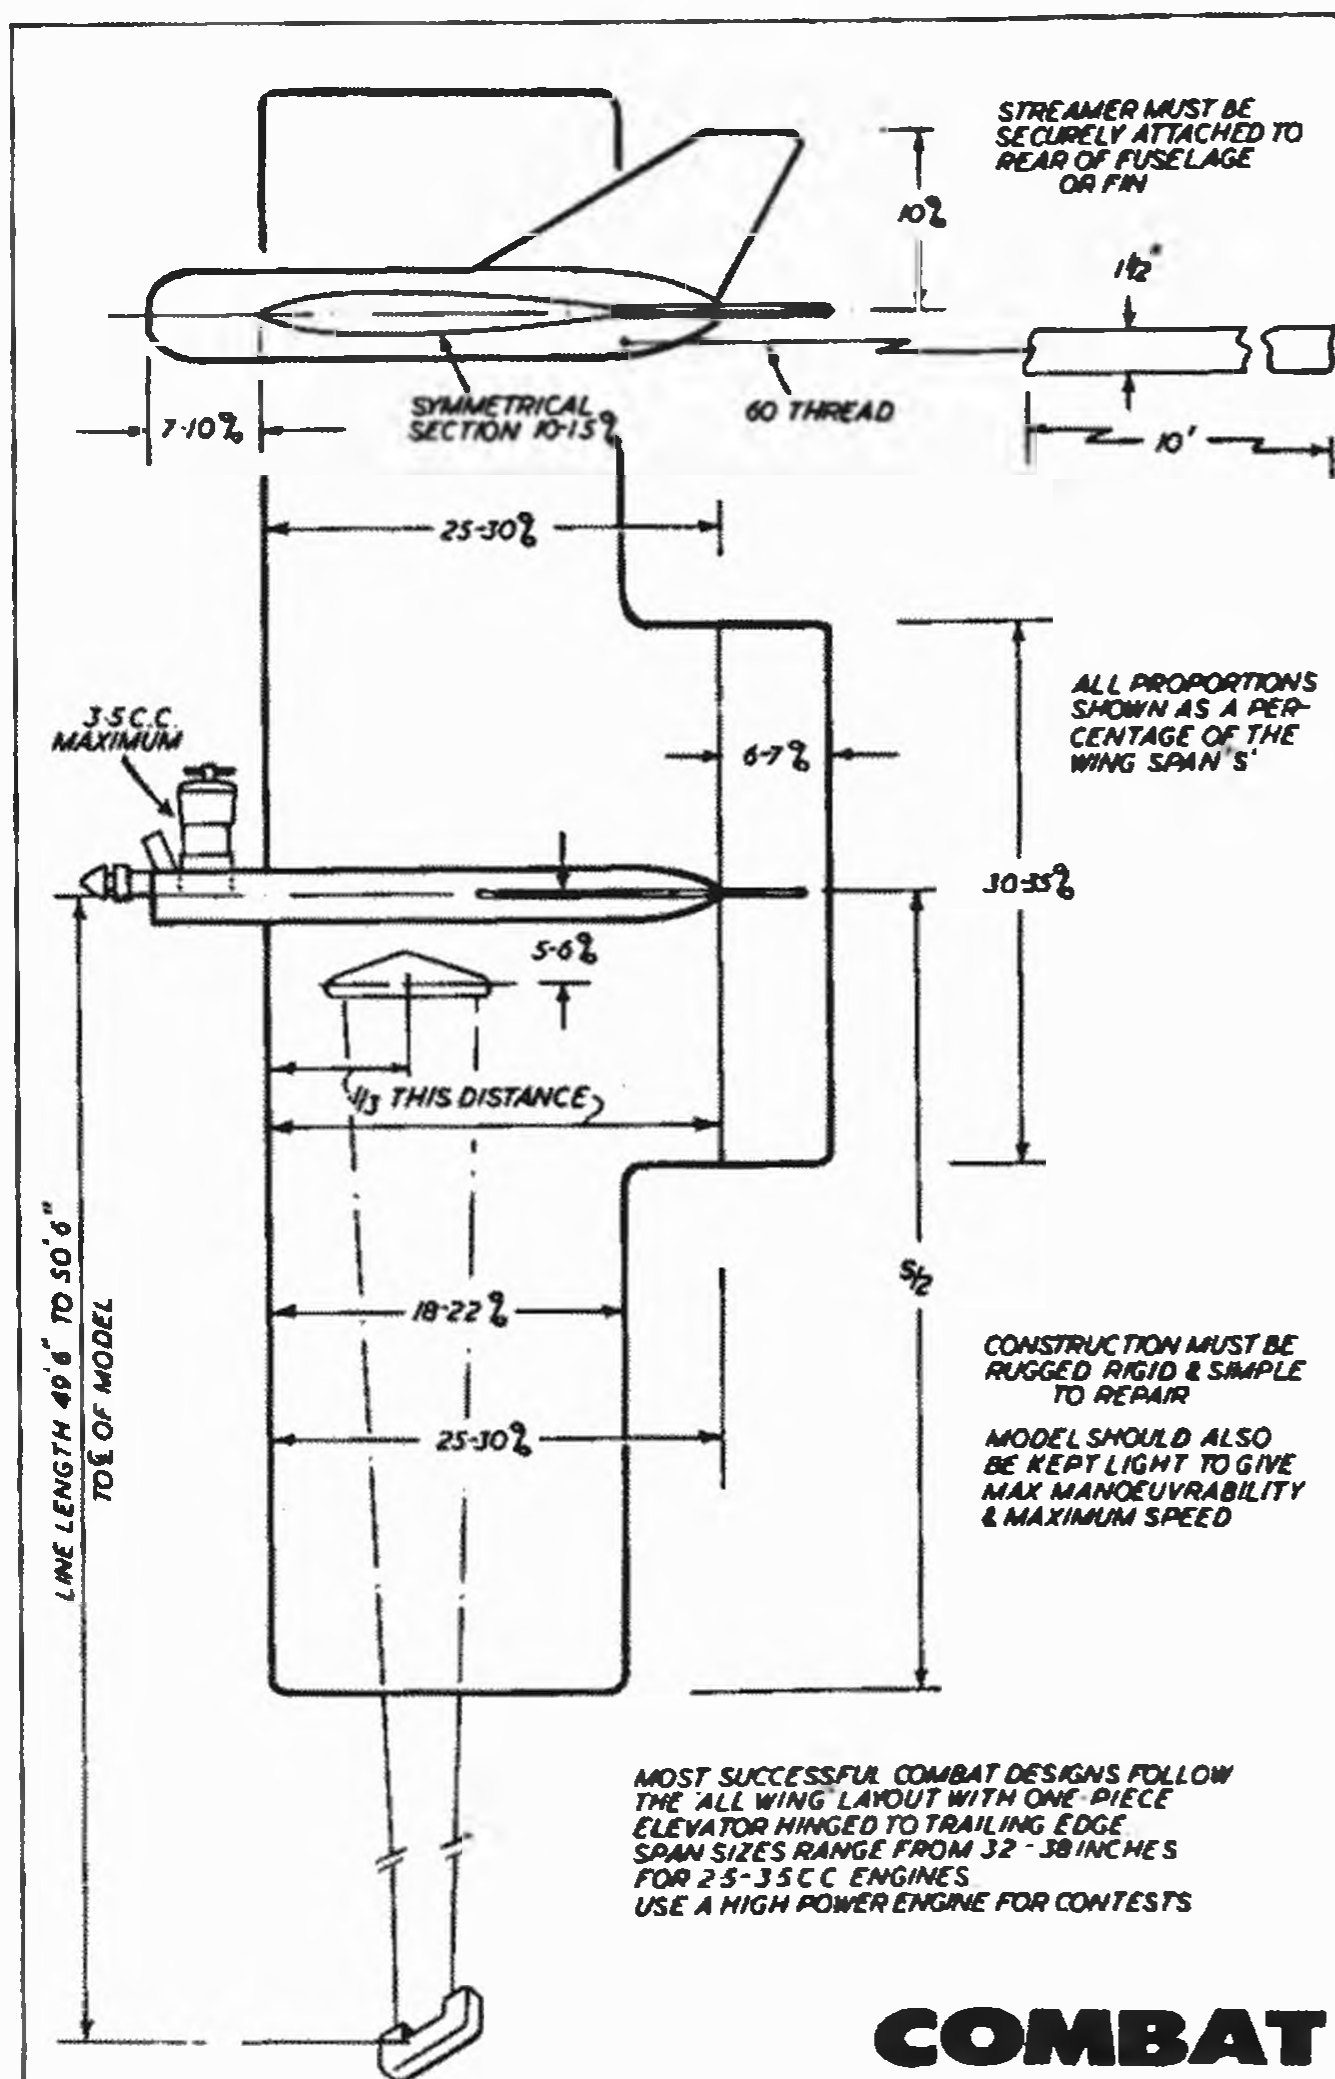 STREAMER MUST BE
SECURELY ATTACHED TO
REAR OF FUSELAGE
OR FIN
10%
1½"
SYMMETRICAL
SECTION 10-15%
60 THREAD
7-10%
10'
25-30%
ALL PROPORTIONS
SHOWN AS A PER-
CENTAGE OF THE
WING SPAN 'S'
3·5 C.C.
MAXIMUM
6-7%
30-35%
5-6%
1/3 THIS DISTANCE
LINE LENGTH 49'6" TO 50'6"
TO ℄ OF MODEL
S/2
18-22%
25-30%
CONSTRUCTION MUST BE
RUGGED RIGID & SIMPLE
TO REPAIR
MODEL SHOULD ALSO
BE KEPT LIGHT TO GIVE
MAX MANOEUVRABILITY
& MAXIMUM SPEED
MOST SUCCESSFUL COMBAT DESIGNS FOLLOW
THE 'ALL WING' LAYOUT WITH ONE-PIECE
ELEVATOR HINGED TO TRAILING EDGE
SPAN SIZES RANGE FROM 32-38 INCHES
FOR 2·5-3·5 C C ENGINES
USE A HIGH POWER ENGINE FOR CONTESTS
COMBAT